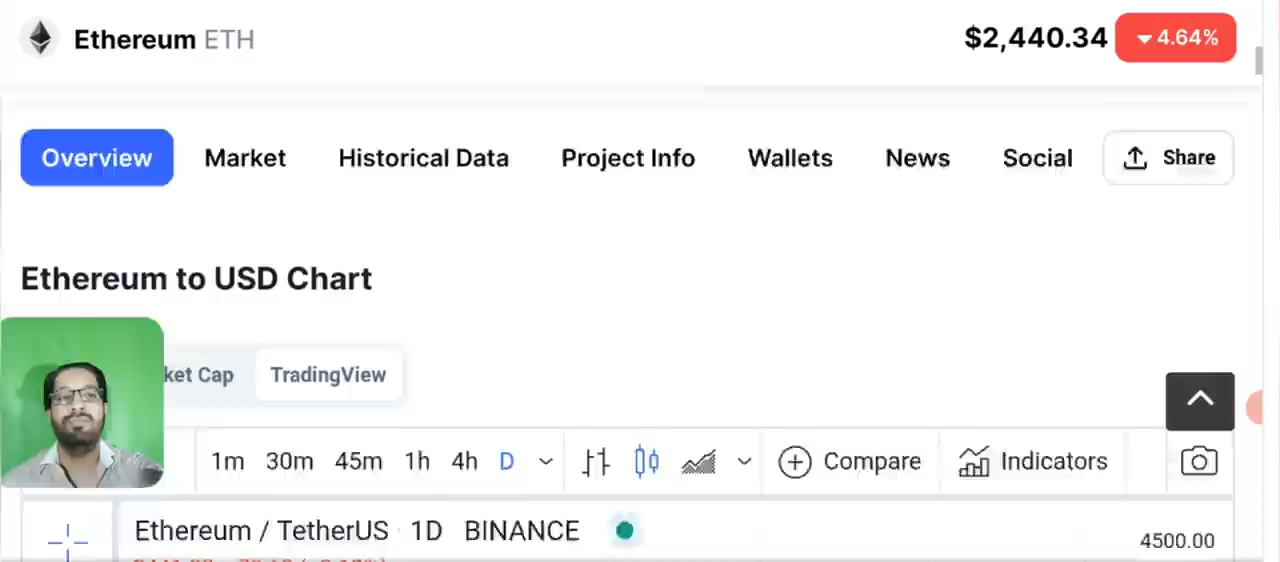 Ethereum ETH $2,440.34 4.64%
Overview Market Historical Data Project Info Wallets News Social Share
Ethereum to USD Chart
ket Cap TradingView
1m 30m 45m 1h 4h D Compare Indicators
Ethereum / TetherUS · 1D BINANCE
4500.00